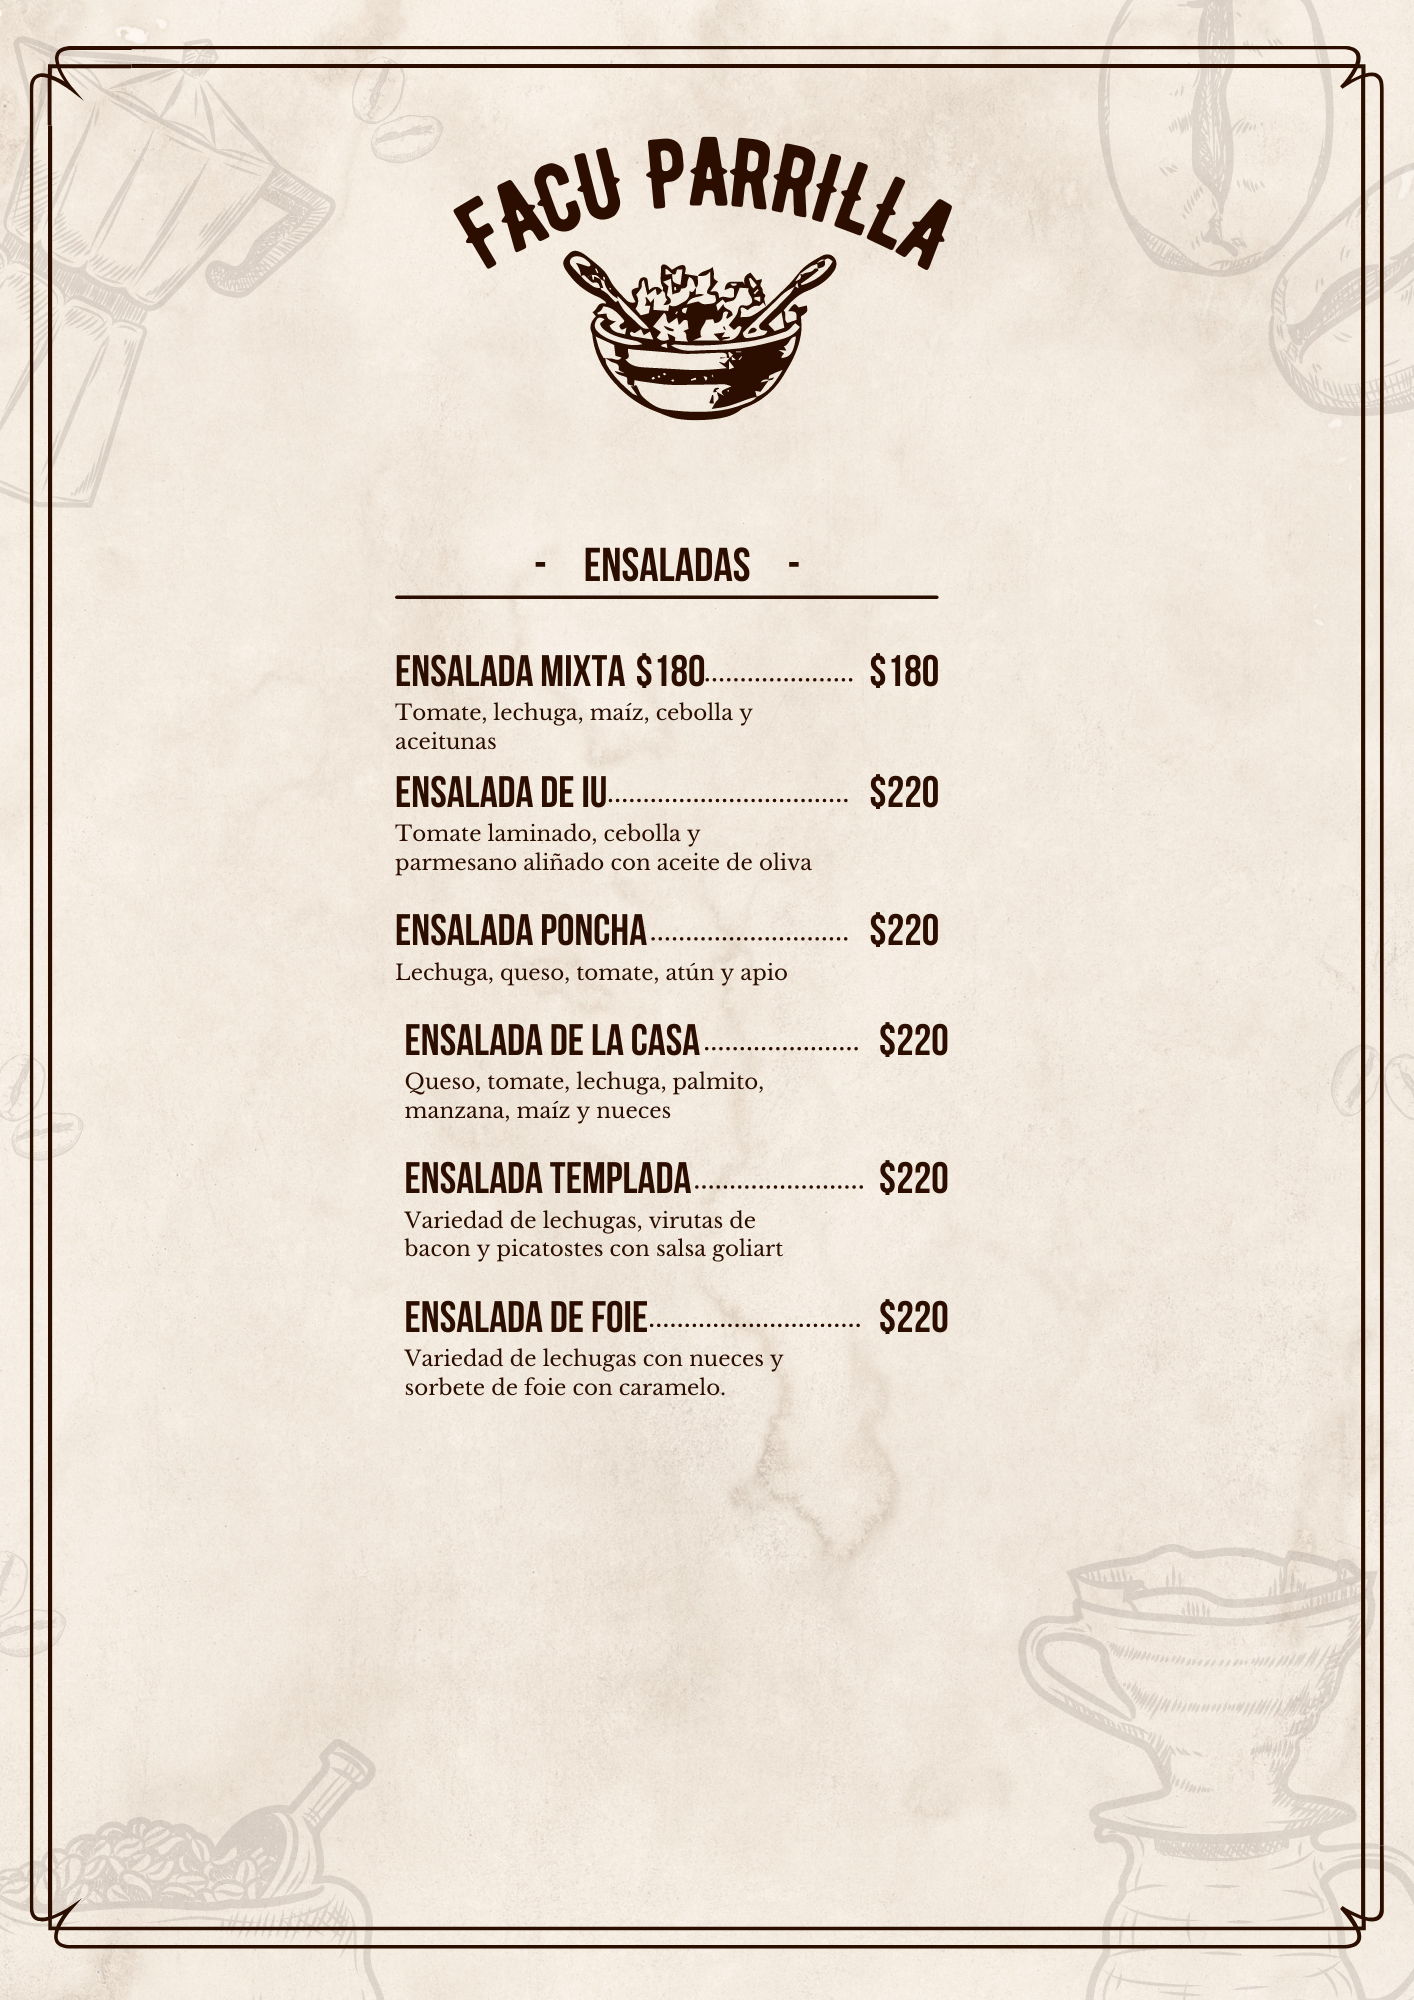 FACU PARRILLA
- ENSALADAS -
ENSALADA MIXTA $180..................... $180
Tomate, lechuga, maíz, cebolla y
aceitunas
ENSALADA DE IU.................................. $220
Tomate laminado, cebolla y
parmesano aliñado con aceite de oliva
ENSALADA PONCHA............................ $220
Lechuga, queso, tomate, atún y apio
ENSALADA DE LA CASA...................... $220
Queso, tomate, lechuga, palmito,
manzana, maíz y nueces
ENSALADA TEMPLADA........................ $220
Variedad de lechugas, virutas de
bacon y picatostes con salsa goliart
ENSALADA DE FOIE.............................. $220
Variedad de lechugas con nueces y
sorbete de foie con caramelo.